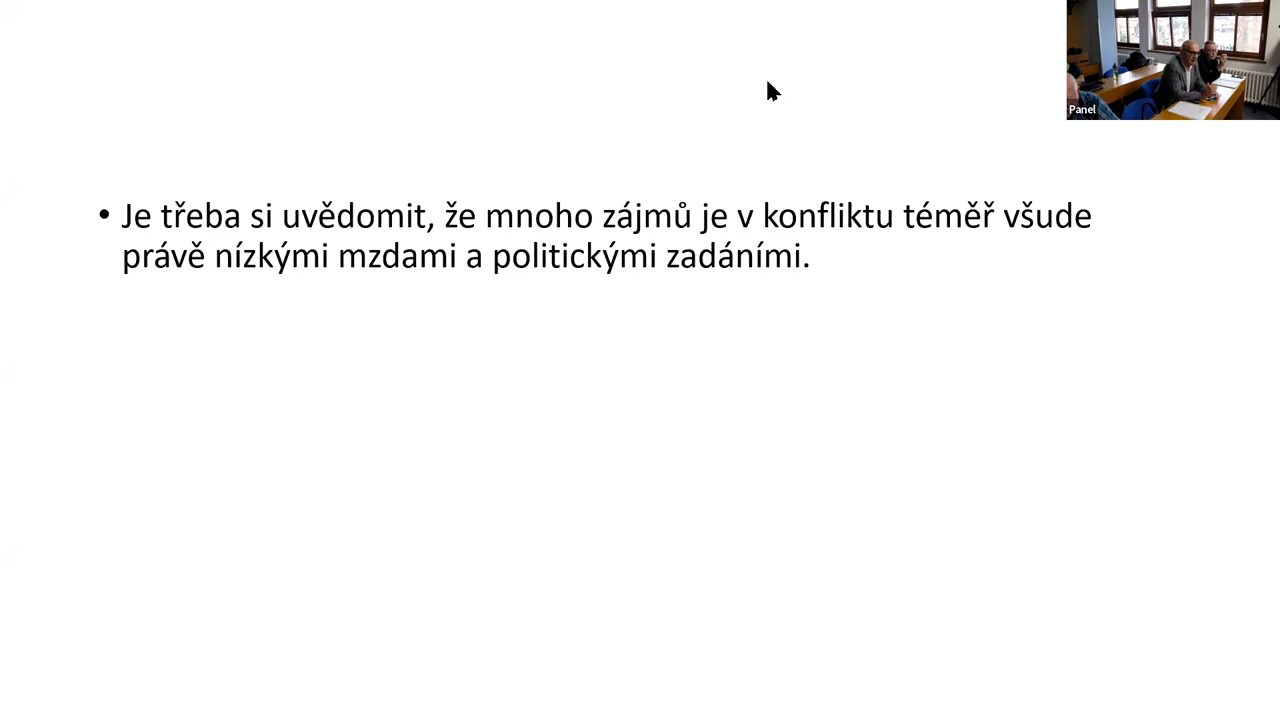 Panel
• Je třeba si uvědomit, že mnoho zájmů je v konfliktu téměř všude
právě nízkými mzdami a politickými zadáními.